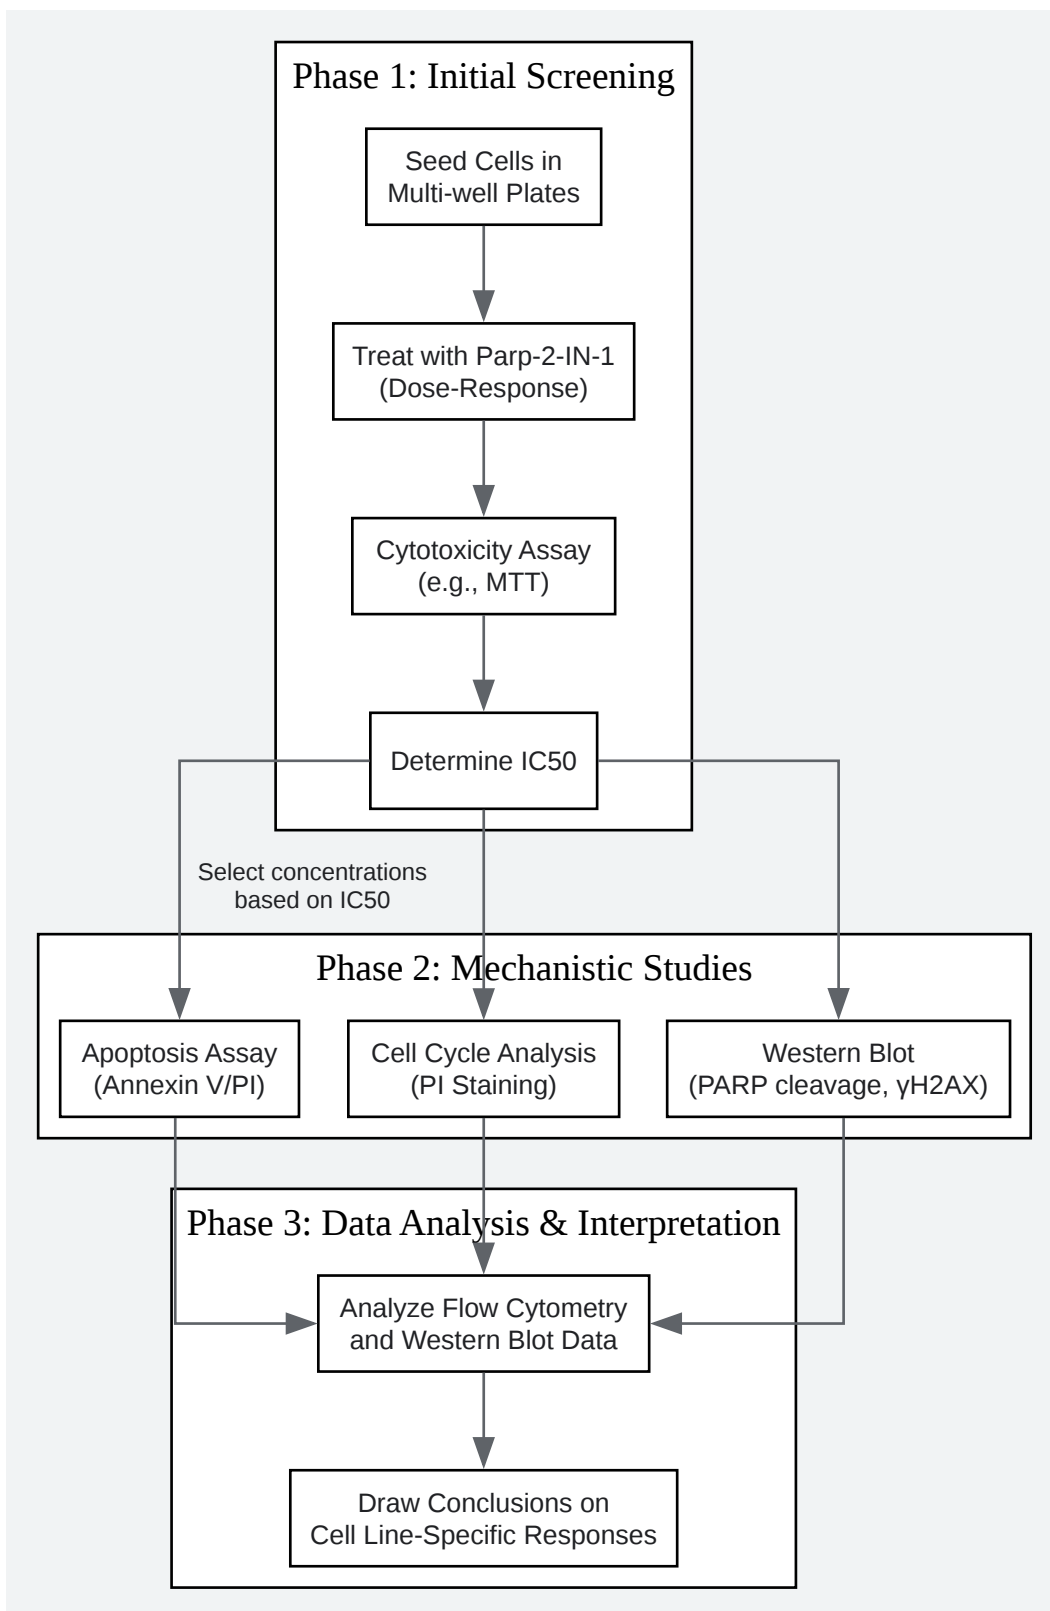 Phase 1: Initial Screening
Seed Cells in
Multi-well Plates
Treat with Parp-2-IN-1
(Dose-Response)
Cytotoxicity Assay
(e.g., MTT)
Determine IC50
Select concentrations
based on IC50
Phase 2: Mechanistic Studies
Apoptosis Assay
(Annexin V/PI)
Cell Cycle Analysis
(PI Staining)
Western Blot
(PARP cleavage, γH2AX)
Phase 3: Data Analysis & Interpretation
Analyze Flow Cytometry
and Western Blot Data
Draw Conclusions on
Cell Line-Specific Responses